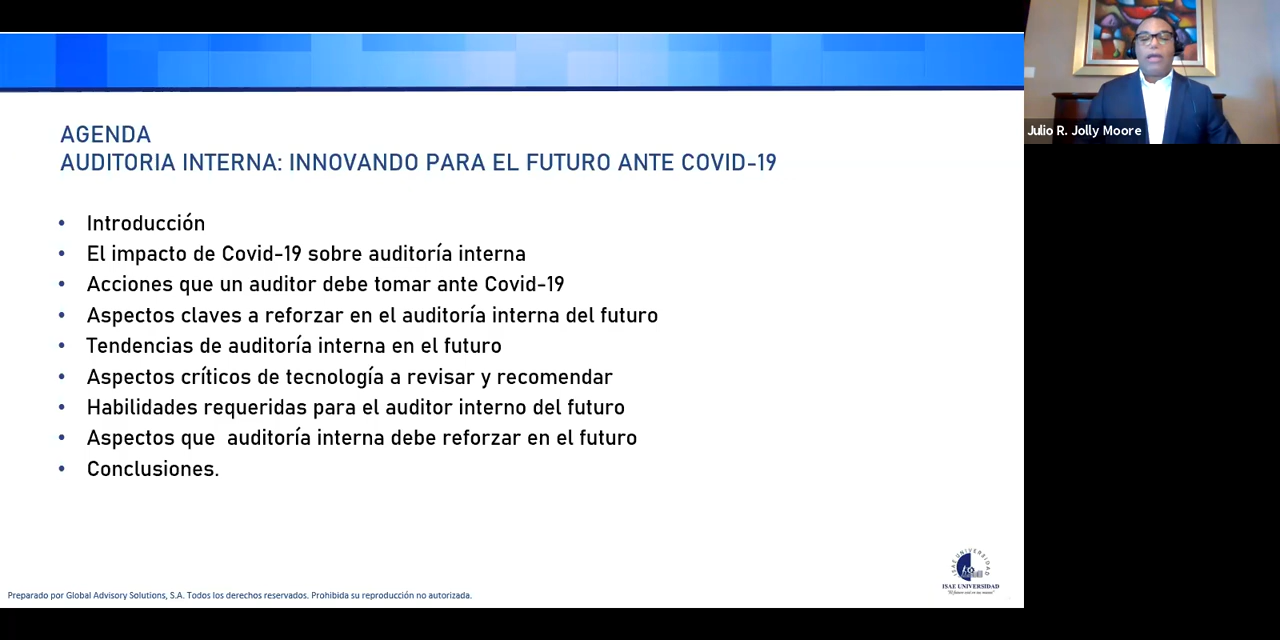 AGENDA
AUDITORIA INTERNA: INNOVANDO PARA EL FUTURO ANTE COVID-19
• Introducción
• El impacto de Covid-19 sobre auditoría interna
• Acciones que un auditor debe tomar ante Covid-19
• Aspectos claves a reforzar en el auditoría interna del futuro
• Tendencias de auditoría interna en el futuro
• Aspectos críticos de tecnología a revisar y recomendar
• Habilidades requeridas para el auditor interno del futuro
• Aspectos que auditoría interna debe reforzar en el futuro
• Conclusiones.
Julio R. Jolly Moore
ISAE UNIVERSIDAD
ISAE UNIVERSIDAD
Preparado por Global Advisory Solutions, S.A. Todos los derechos reservados. Prohibida su reproducción no autorizada.